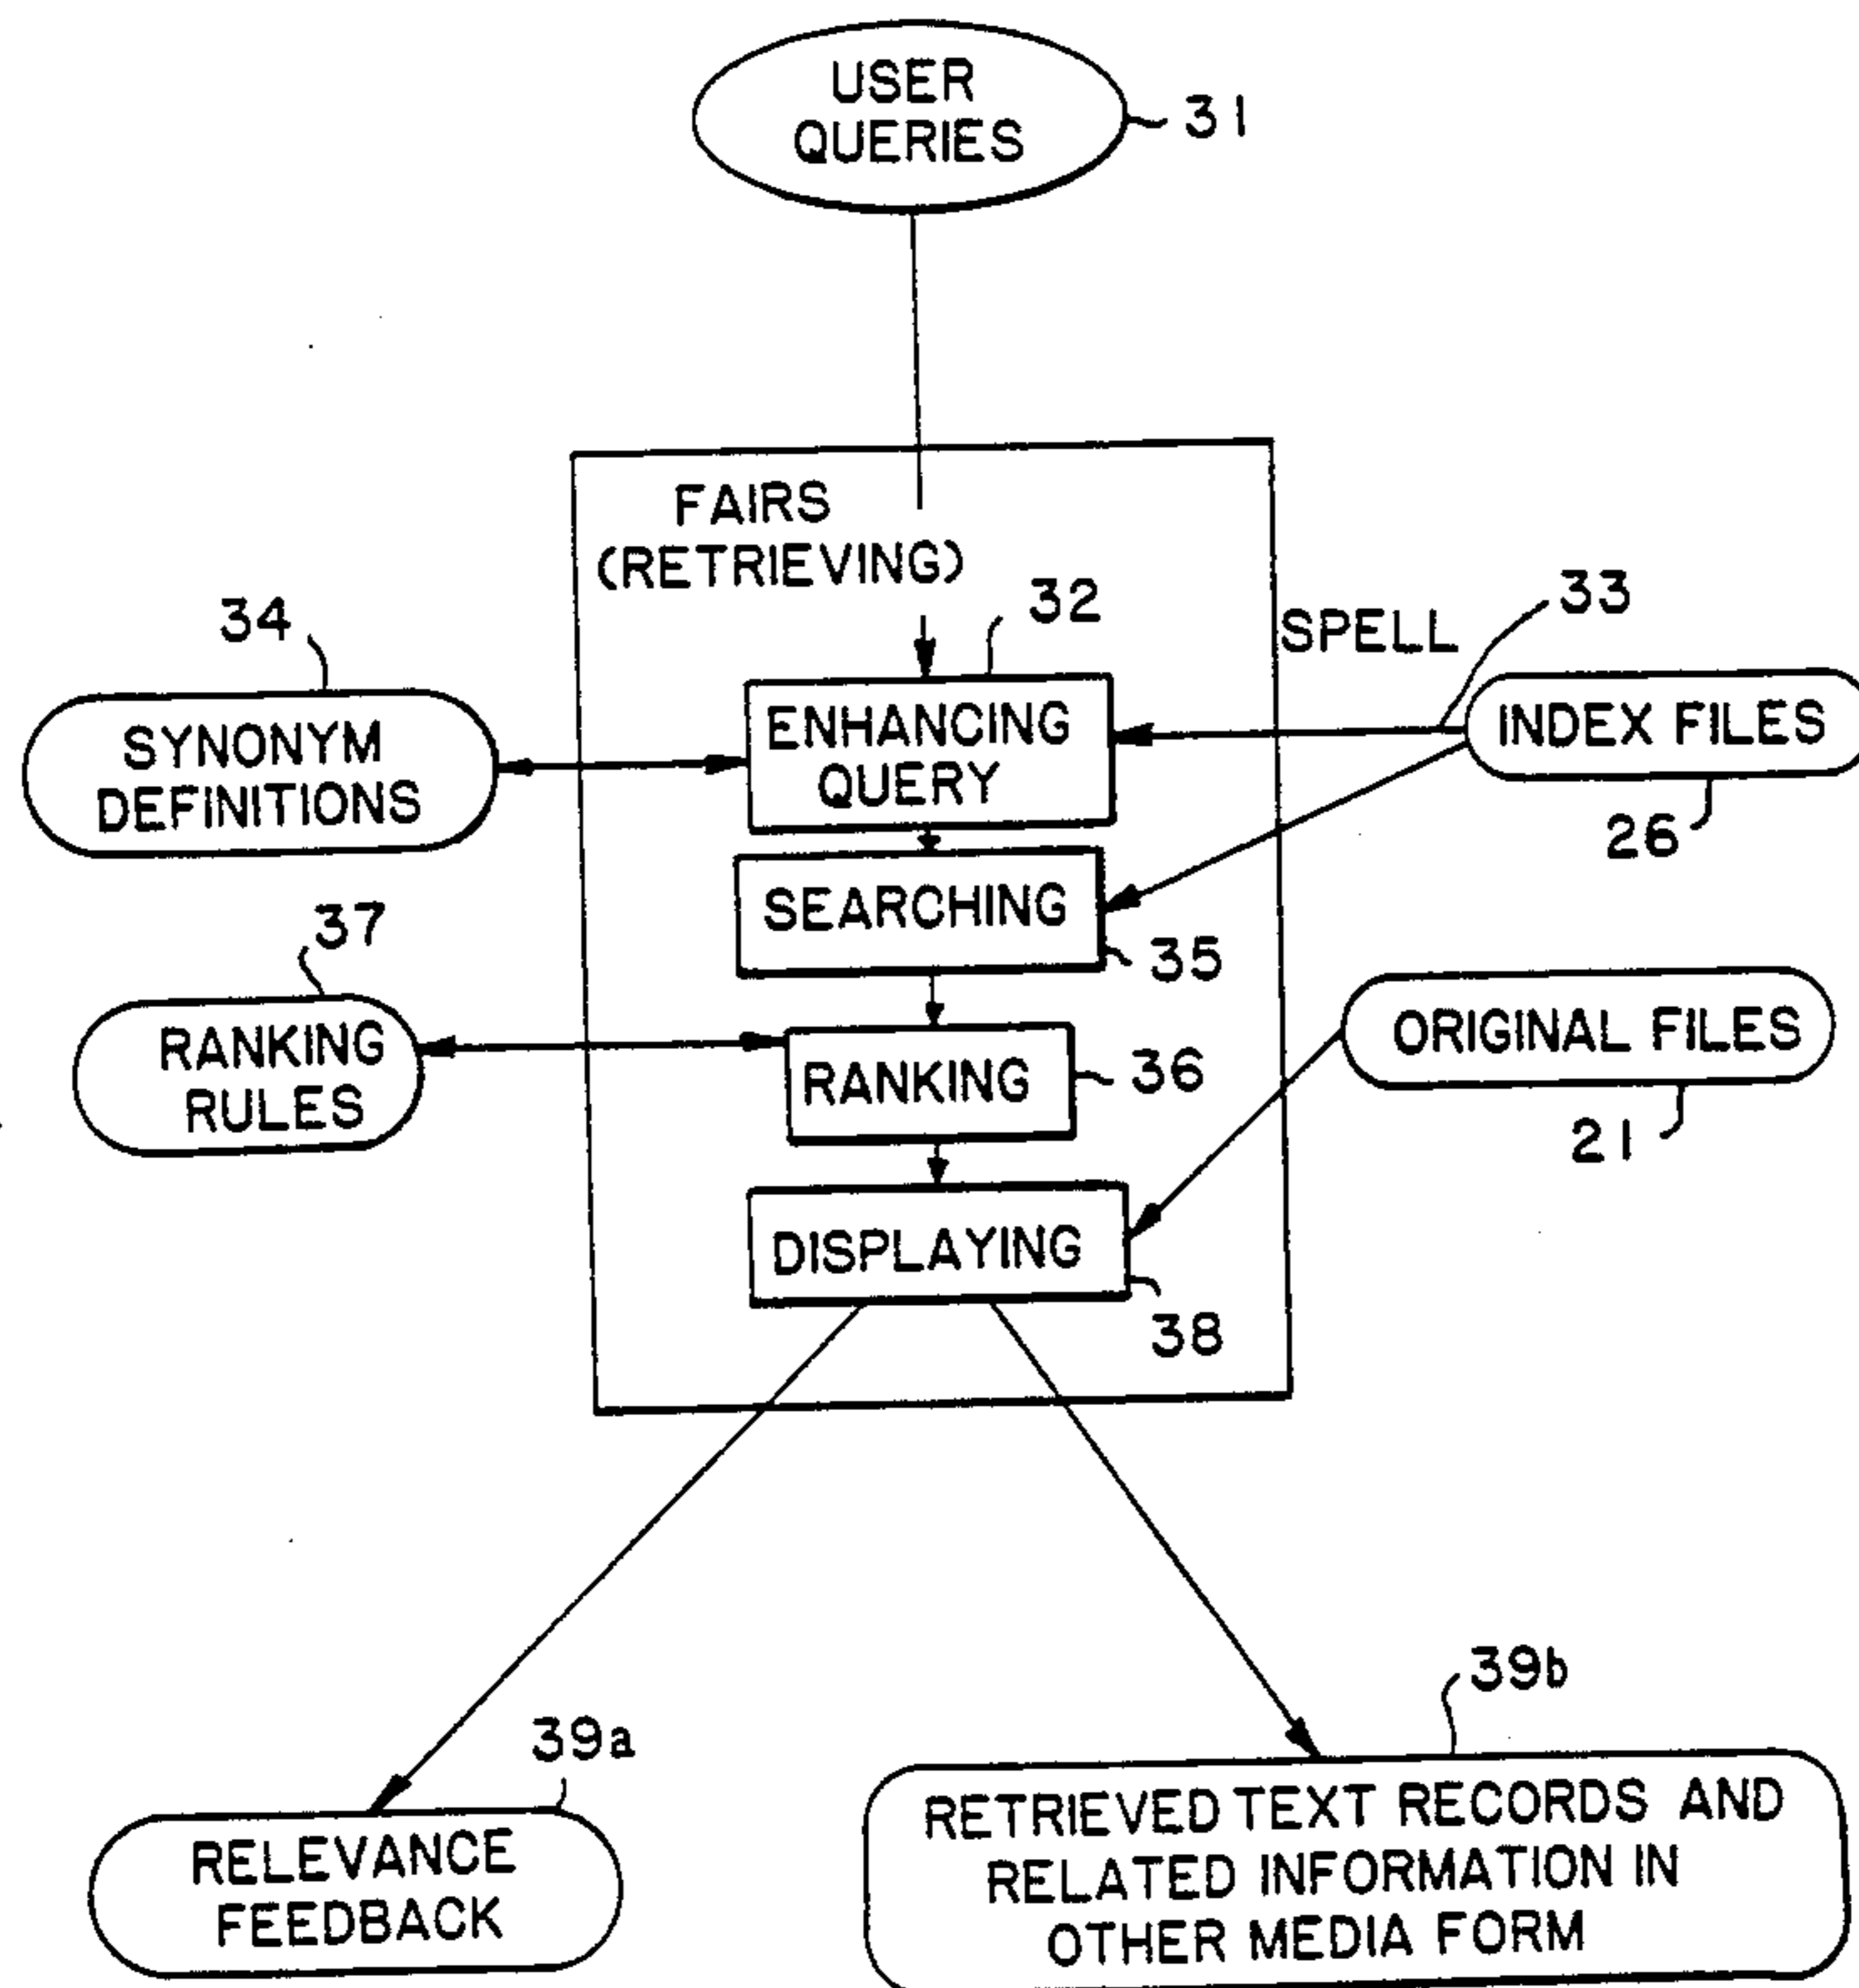 USER
QUERIES
31
FAIRS
(RETRIEVING)
32
33
34
SPELL
SYNONYM
DEFINITIONS
ENHANCING
QUERY
INDEX FILES
26
SEARCHING
35
37
RANKING
RULES
RANKING
36
ORIGINAL FILES
21
DISPLAYING
38
39a
39b
RELEVANCE
FEEDBACK
RETRIEVED TEXT RECORDS AND
RELATED INFORMATION IN
OTHER MEDIA FORM